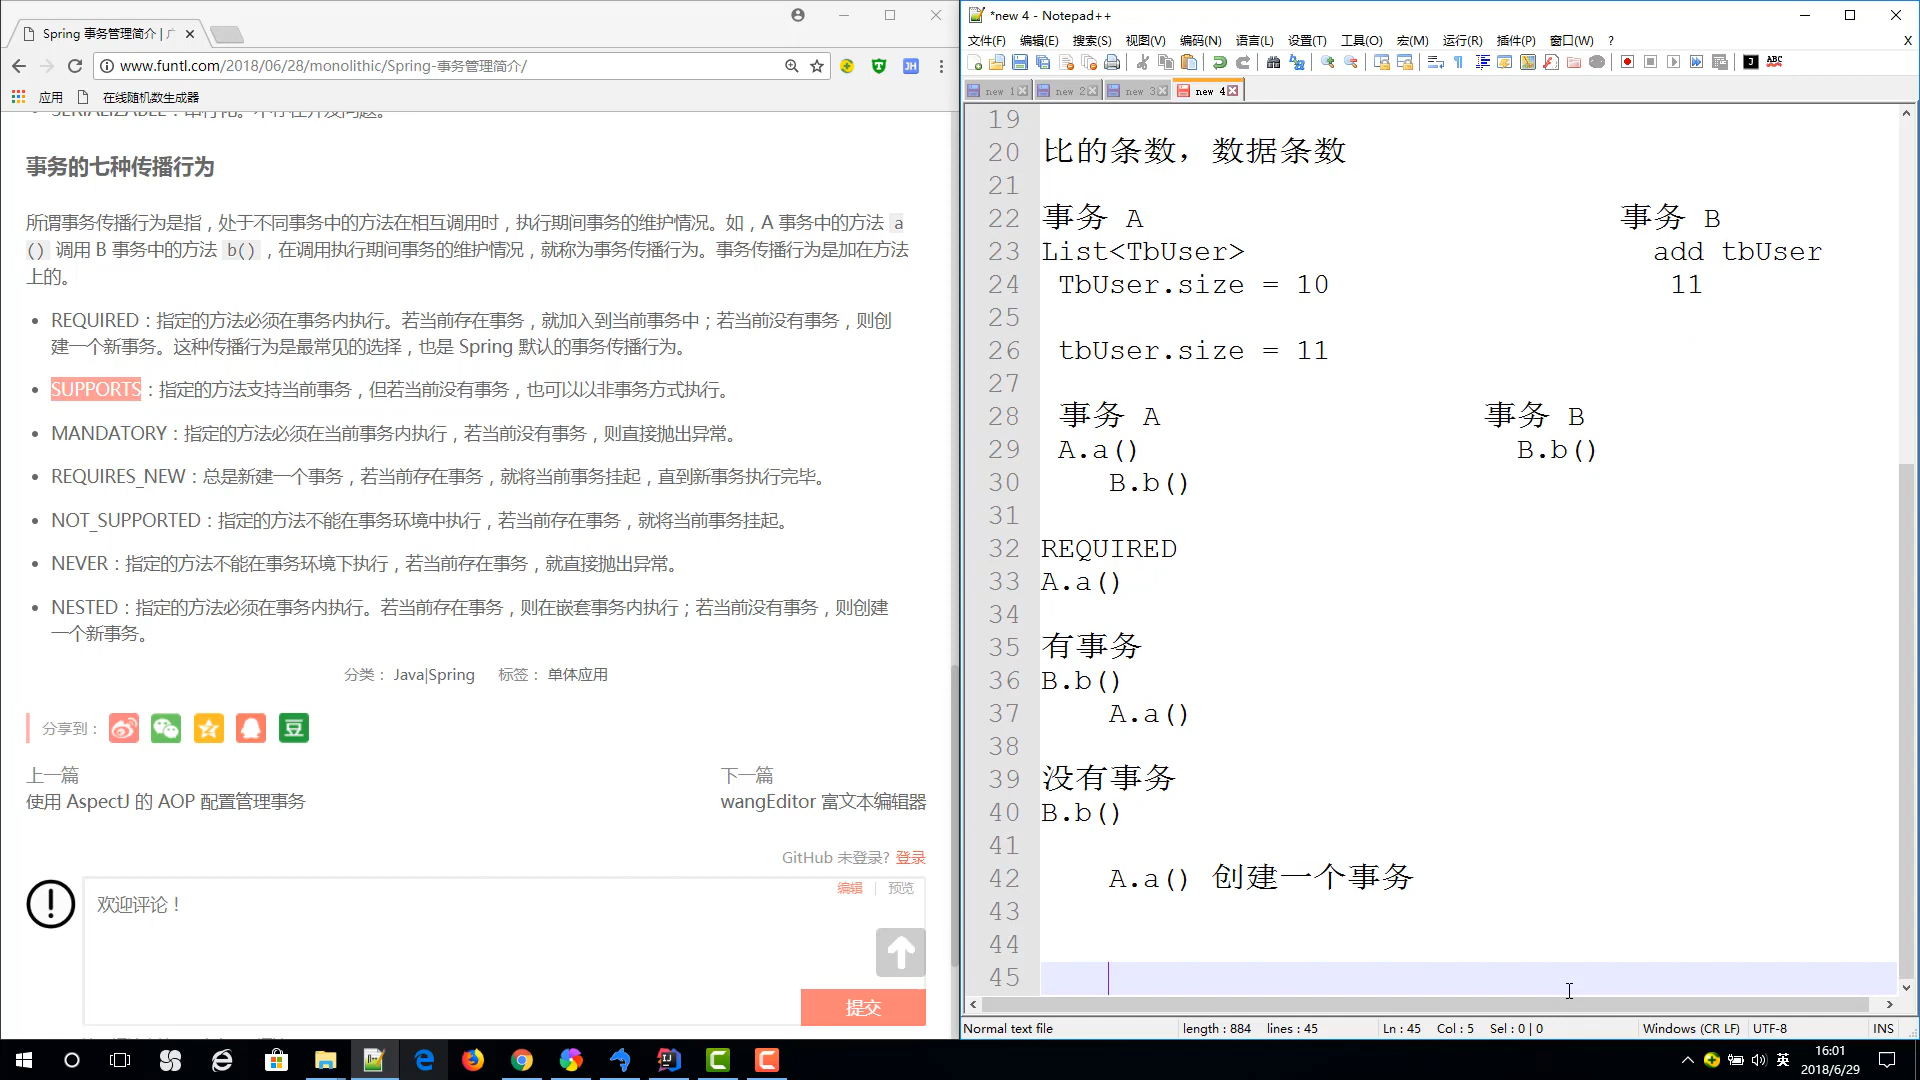 Spring 事务管理简介 | 广
www.funtl.com/2018/06/28/monolithic/Spring-事务管理简介/
应用
在线随机数生成器
事务的七种传播行为
所谓事务传播行为是指，处于不同事务中的方法在相互调用时，执行期间事务的维护情况。如，A 事务中的方法 a
() 调用 B 事务中的方法 b()，在调用执行期间事务的维护情况，就称为事务传播行为。事务传播行为是加在方法
上的。
• REQUIRED：指定的方法必须在事务内执行。若当前存在事务，就加入到当前事务中；若当前没有事务，则创
建一个新事务。这种传播行为是最常见的选择，也是 Spring 默认的事务传播行为。
• SUPPORTS：指定的方法支持当前事务，但若当前没有事务，也可以以非事务方式执行。
• MANDATORY：指定的方法必须在当前事务内执行，若当前没有事务，则直接抛出异常。
• REQUIRES_NEW：总是新建一个事务，若当前存在事务，就将当前事务挂起，直到新事务执行完毕。
• NOT_SUPPORTED：指定的方法不能在事务环境中执行，若当前存在事务，就将当前事务挂起。
• NEVER：指定的方法不能在事务环境下执行，若当前存在事务，就直接抛出异常。
• NESTED：指定的方法必须在事务内执行。若当前存在事务，则在嵌套事务内执行；若当前没有事务，则创建
一个新事务。
分类： Java|Spring 标签： 单体应用
分享到：
豆
上一篇 下一篇
使用 AspectJ 的 AOP 配置管理事务 wangEditor 富文本编辑器
GitHub 未登录? 登录
编辑 | 预览
欢迎评论！
提交
*new 4 - Notepad++
文件(F) 编辑(E) 搜索(S) 视图(V) 编码(N) 语言(L) 设置(T) 工具(O) 宏(M) 运行(R) 插件(P) 窗口(W) ? X
ABC
new 1 new 2 new 3 new 4
19
20 比的条数，数据条数
21
22 事务 A 事务 B
23 List<TbUser> add tbUser
24 TbUser.size = 10 11
25
26 tbUser.size = 11
27
28 事务 A 事务 B
29 A.a() B.b()
30 B.b()
31
32 REQUIRED
33 A.a()
34
35 有事务
36 B.b()
37 A.a()
38
39 没有事务
40 B.b()
41
42 A.a() 创建一个事务
43
44
45
Normal text file length : 884 lines : 45 Ln : 45 Col : 5 Sel : 0 | 0 Windows (CR LF) UTF-8 INS
英
16:01
2018/6/29